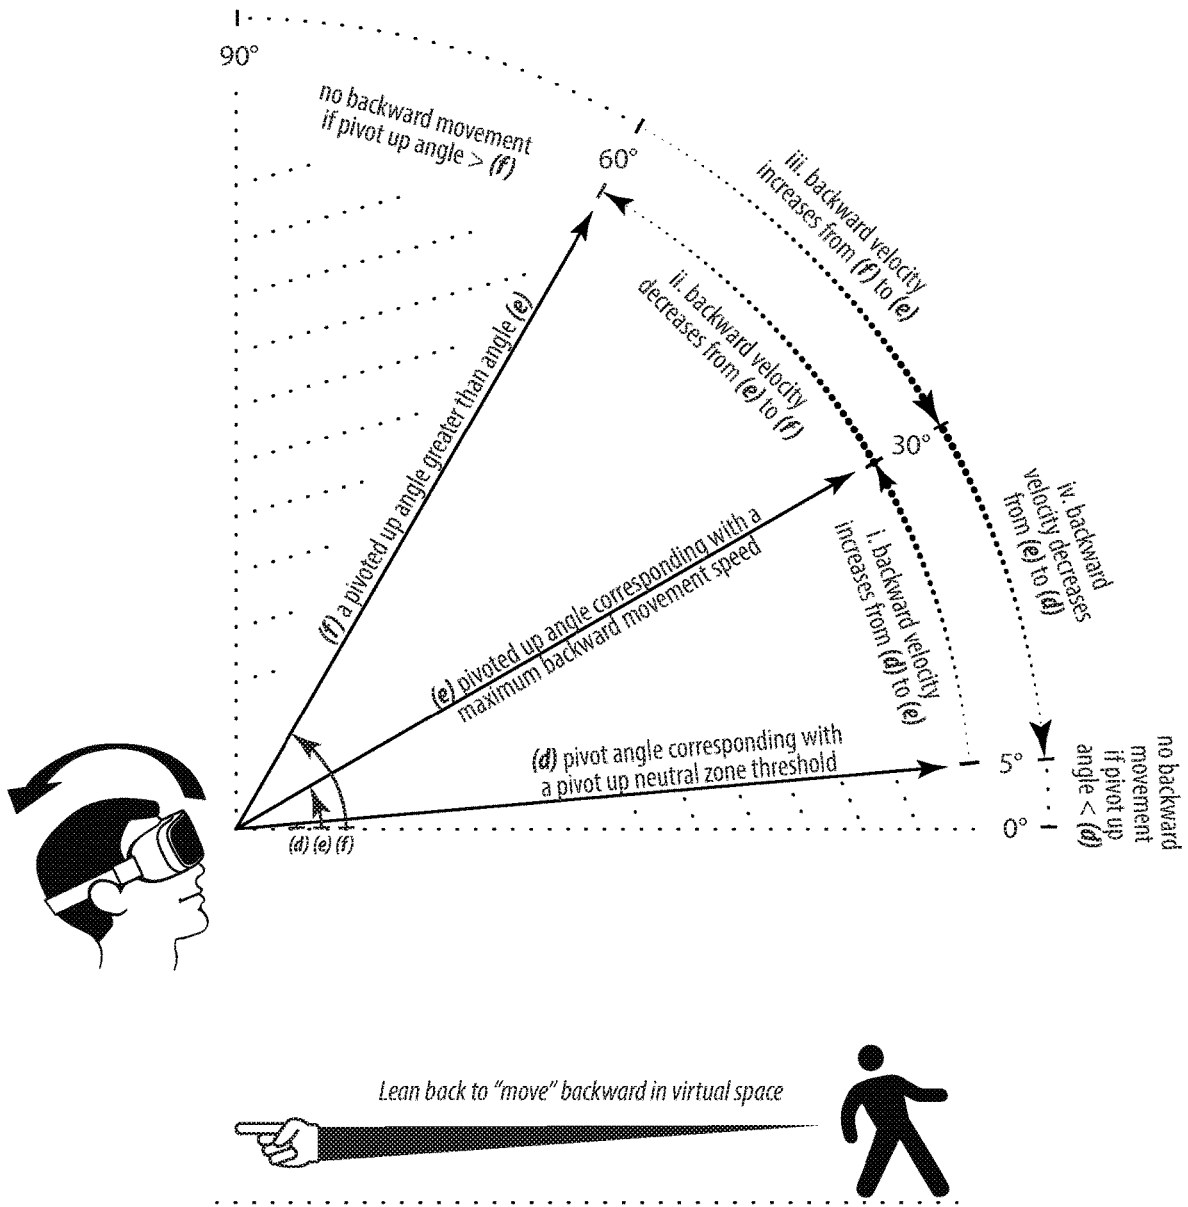 90°
no backward movement
if pivot up angle > (f)
60°
iii. backward velocity
increases from (f) to (e)
ii. backward velocity
decreases from (e) to (f)
(f) a pivoted up angle greater than angle (e)
30°
(e) pivoted up angle corresponding with a
maximum backward movement speed
i. backward velocity
increases from (d) to (e)
iv. backward
velocity decreases
from (e) to (d)
(d) pivot angle corresponding with
a pivot up neutral zone threshold
5°
0°
no backward
movement
if pivot up
angle < (d)
(d) (e) (f)
Lean back to “move” backward in virtual space